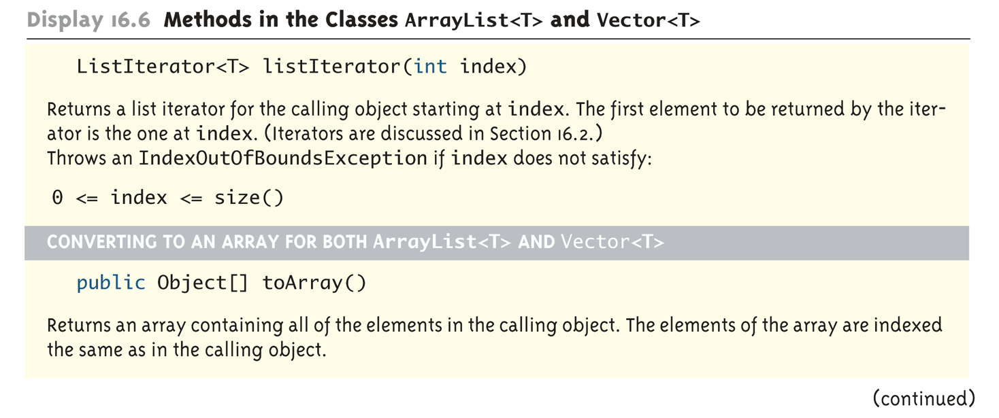 Display 16.6 Methods in the Classes ArrayList<T> and Vector<T>
ListIterator<T> listIterator(int index)
Returns a list iterator for the calling object starting at index. The first element to be returned by the iter-
ator is the one at index. (Iterators are discussed in Section 16.2.)
Throws an IndexOutOfBoundsException if index does not satisfy:
0 <= index <= size()
CONVERTING TO AN ARRAY FOR BOTH ArrayList<T> AND Vector<T>
public Object[] toArray()
Returns an array containing all of the elements in the calling object. The elements of the array are indexed
the same as in the calling object.
(continued)